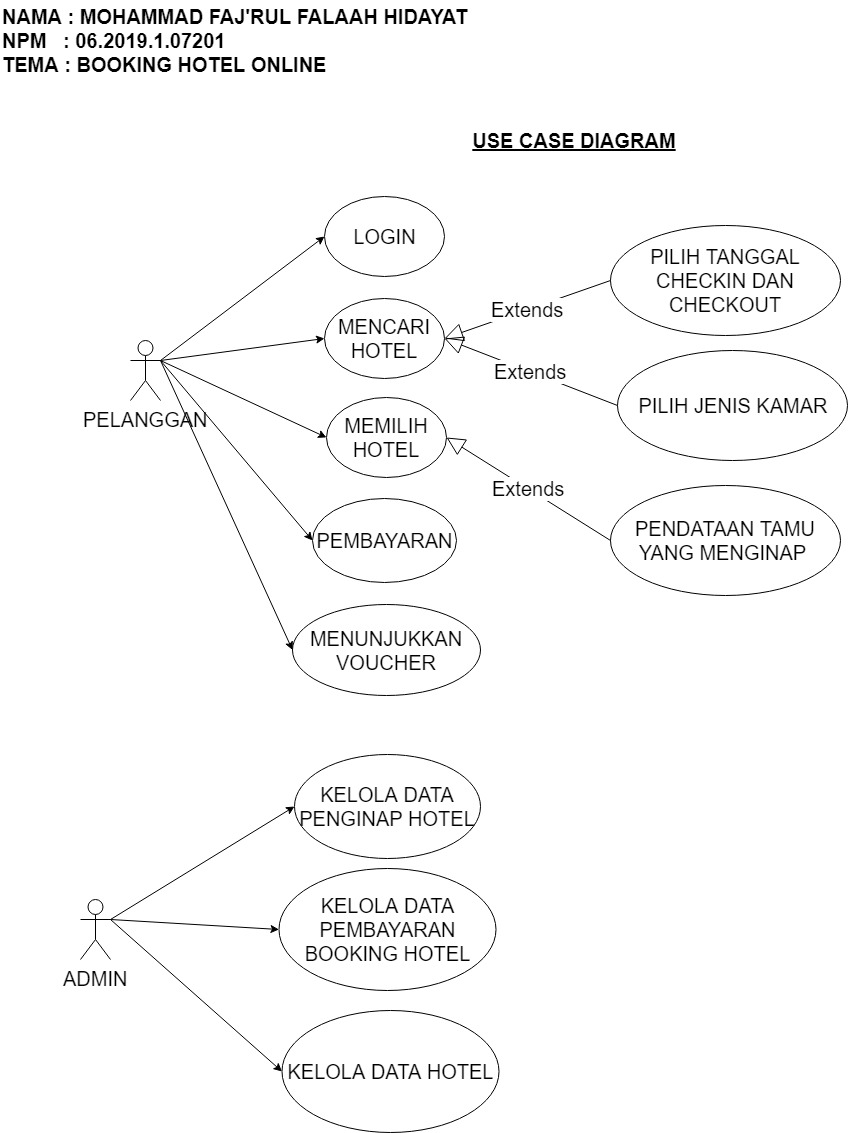 NAMA : MOHAMMAD FAJ'RUL FALAAH HIDAYAT
NPM : 06.2019.1.07201
TEMA : BOOKING HOTEL ONLINE
USE CASE DIAGRAM
LOGIN
PILIH TANGGAL
CHECKIN DAN
CHECKOUT
Extends
MENCARI
HOTEL
Extends
PILIH JENIS KAMAR
PELANGGAN
MEMILIH
HOTEL
Extends
PENDATAAN TAMU
YANG MENGINAP
PEMBAYARAN
MENUNJUKKAN
VOUCHER
KELOLA DATA
PENGINAP HOTEL
KELOLA DATA
PEMBAYARAN
BOOKING HOTEL
ADMIN
KELOLA DATA HOTEL